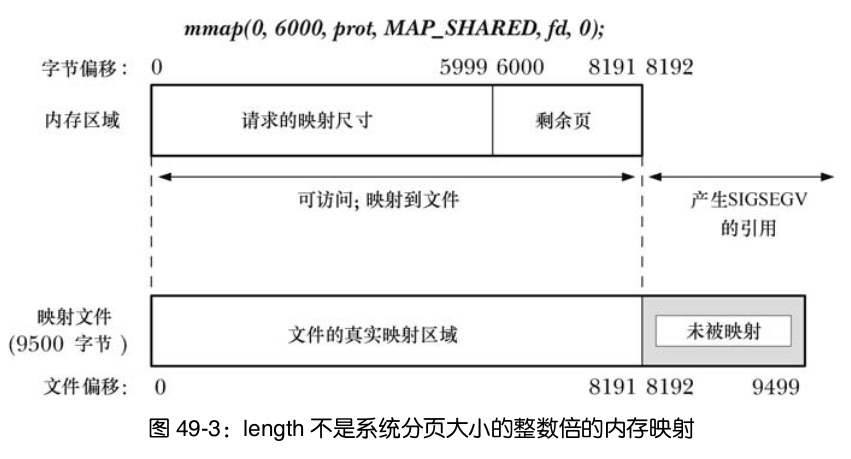 mmap(0, 6000, prot, MAP_SHARED, fd, 0);
字节偏移: 0 5999 6000 8191 8192
内存区域 请求的映射尺寸 剩余页
可访问; 映射到文件
产生SIGSEGV
的引用
映射文件
(9500 字节 )
文件的真实映射区域 未被映射
文件偏移: 0 8191 8192 9499
图 49-3：length 不是系统分页大小的整数倍的内存映射